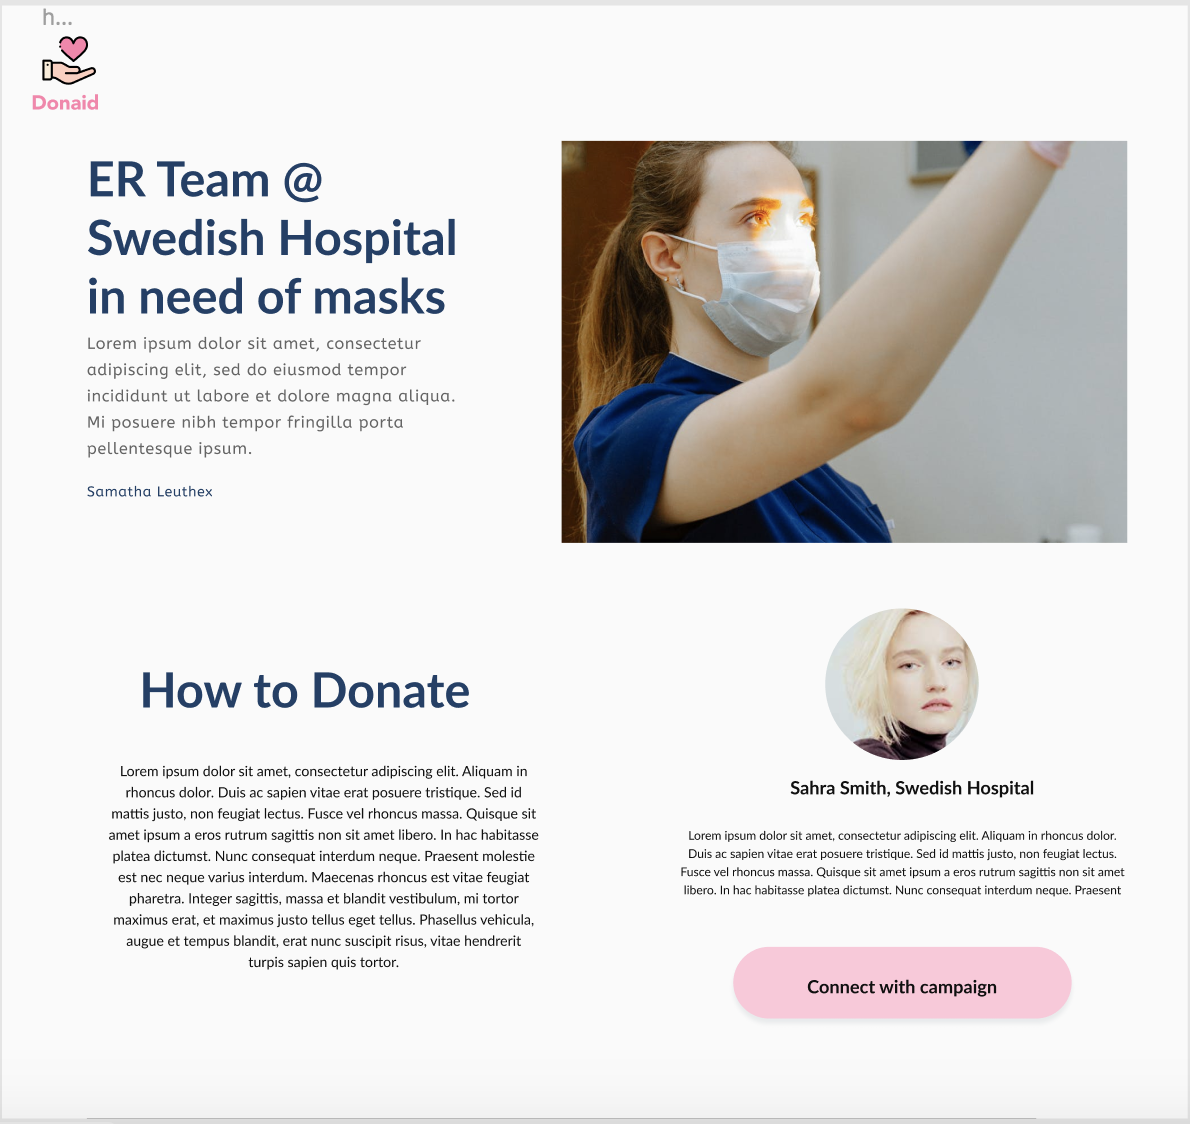 h...
Donaid
ER Team @
Swedish Hospital
in need of masks
Lorem ipsum dolor sit amet, consectetur
adipiscing elit, sed do eiusmod tempor
incididunt ut labore et dolore magna aliqua.
Mi posuere nibh tempor fringilla porta
pellentesque ipsum.
Samatha Leuthex
How to Donate
Lorem ipsum dolor sit amet, consectetur adipiscing elit. Aliquam in
rhoncus dolor. Duis ac sapien vitae erat posuere tristique. Sed id
mattis justo, non feugiat lectus. Fusce vel rhoncus massa. Quisque sit
amet ipsum a eros rutrum sagittis non sit amet libero. In hac habitasse
platea dictumst. Nunc consequat interdum neque. Praesent molestie
est nec neque varius interdum. Maecenas rhoncus est vitae feugiat
pharetra. Integer sagittis, massa et blandit vestibulum, mi tortor
maximus erat, et maximus justo tellus eget tellus. Phasellus vehicula,
augue et tempus blandit, erat nunc suscipit risus, vitae hendrerit
turpis sapien quis tortor.
Sahra Smith, Swedish Hospital
Lorem ipsum dolor sit amet, consectetur adipiscing elit. Aliquam in rhoncus dolor.
Duis ac sapien vitae erat posuere tristique. Sed id mattis justo, non feugiat lectus.
Fusce vel rhoncus massa. Quisque sit amet ipsum a eros rutrum sagittis non sit amet
libero. In hac habitasse platea dictumst. Nunc consequat interdum neque. Praesent
Connect with campaign